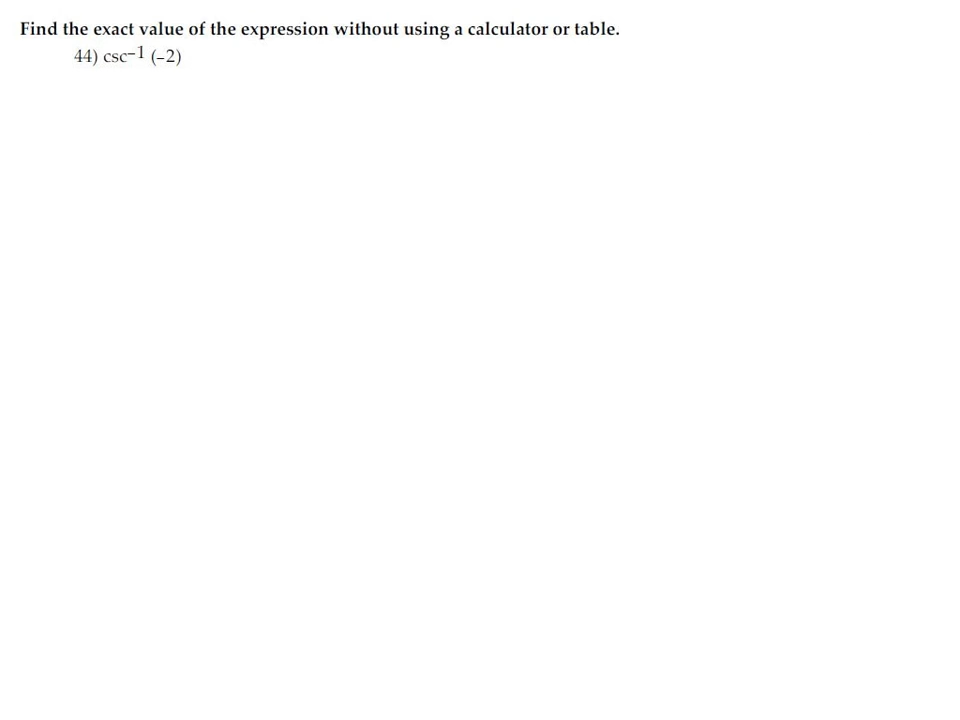 Find the exact value of the expression without using a calculator or table.
44) csc⁻¹ (-2)